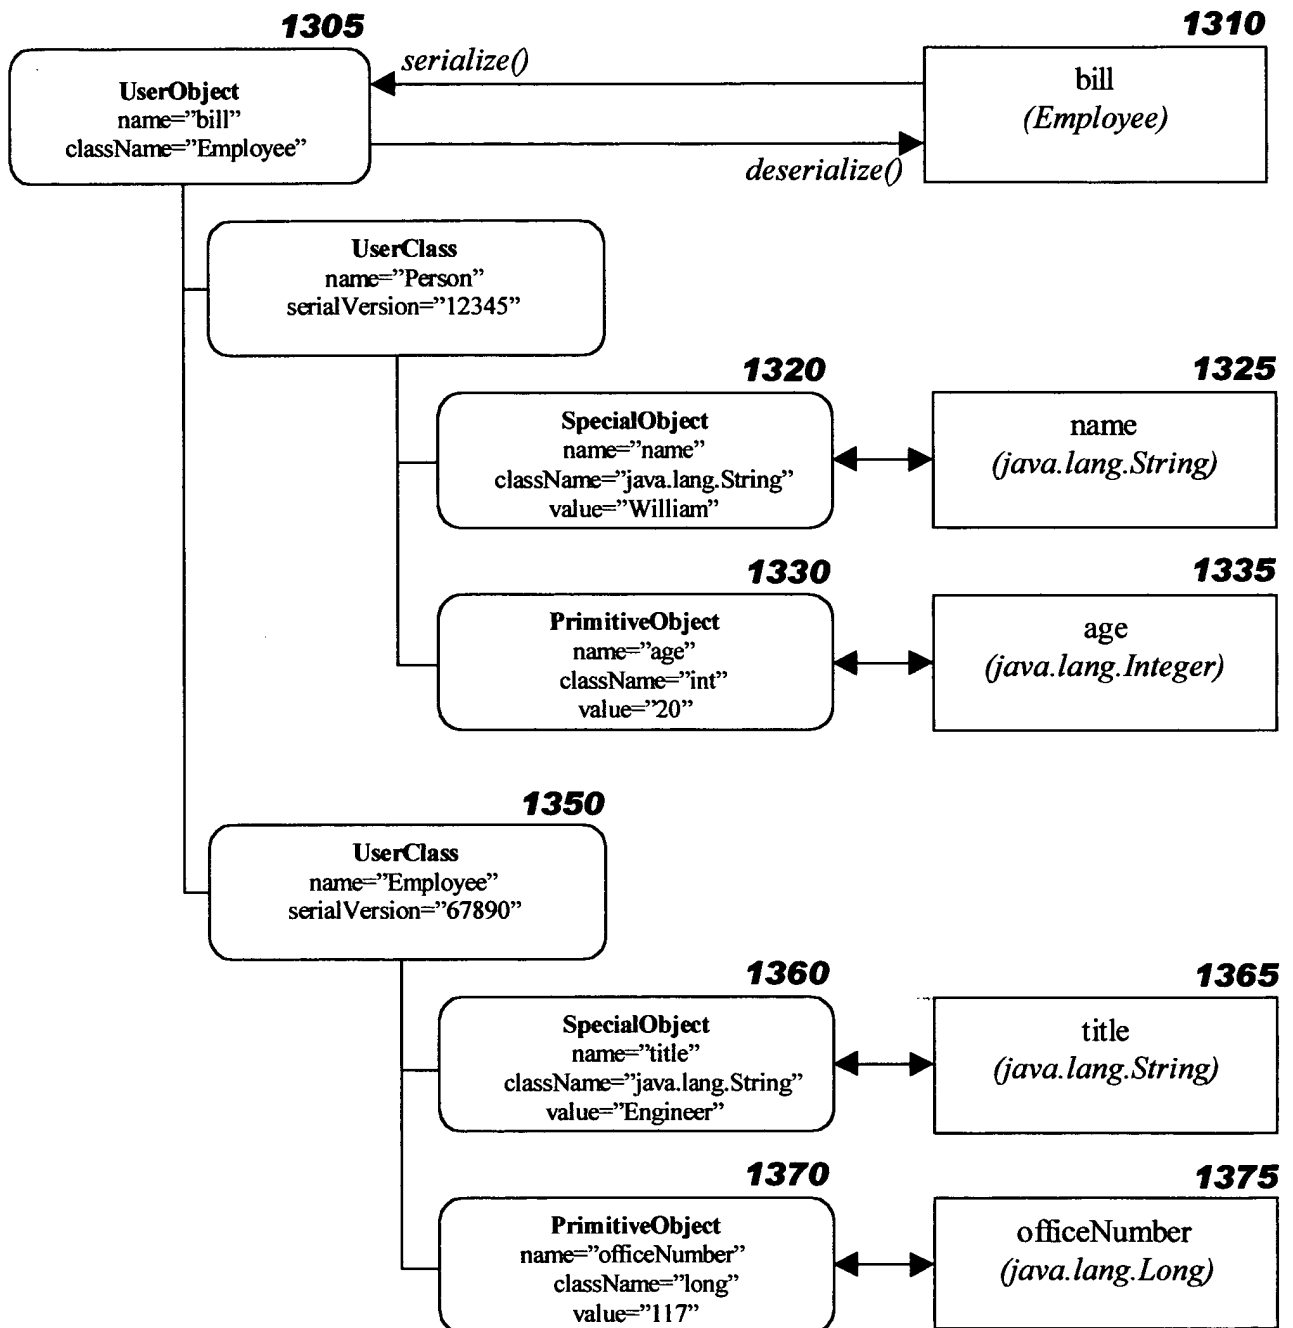 1305
1310
UserObject
name=”bill”
className=”Employee”
serialize()
deserialize()
bill
(Employee)
UserClass
name=”Person”
serialVersion=”12345”
1320
1325
SpecialObject
name=”name”
className=”java.lang.String”
value=”William”
name
(java.lang.String)
1330
1335
PrimitiveObject
name=”age”
className=”int”
value=”20”
age
(java.lang.Integer)
1350
UserClass
name=”Employee”
serialVersion=”67890”
1360
1365
SpecialObject
name=”title”
className=”java.lang.String”
value=”Engineer”
title
(java.lang.String)
1370
1375
PrimitiveObject
name=”officeNumber”
className=”long”
value=”117”
officeNumber
(java.lang.Long)